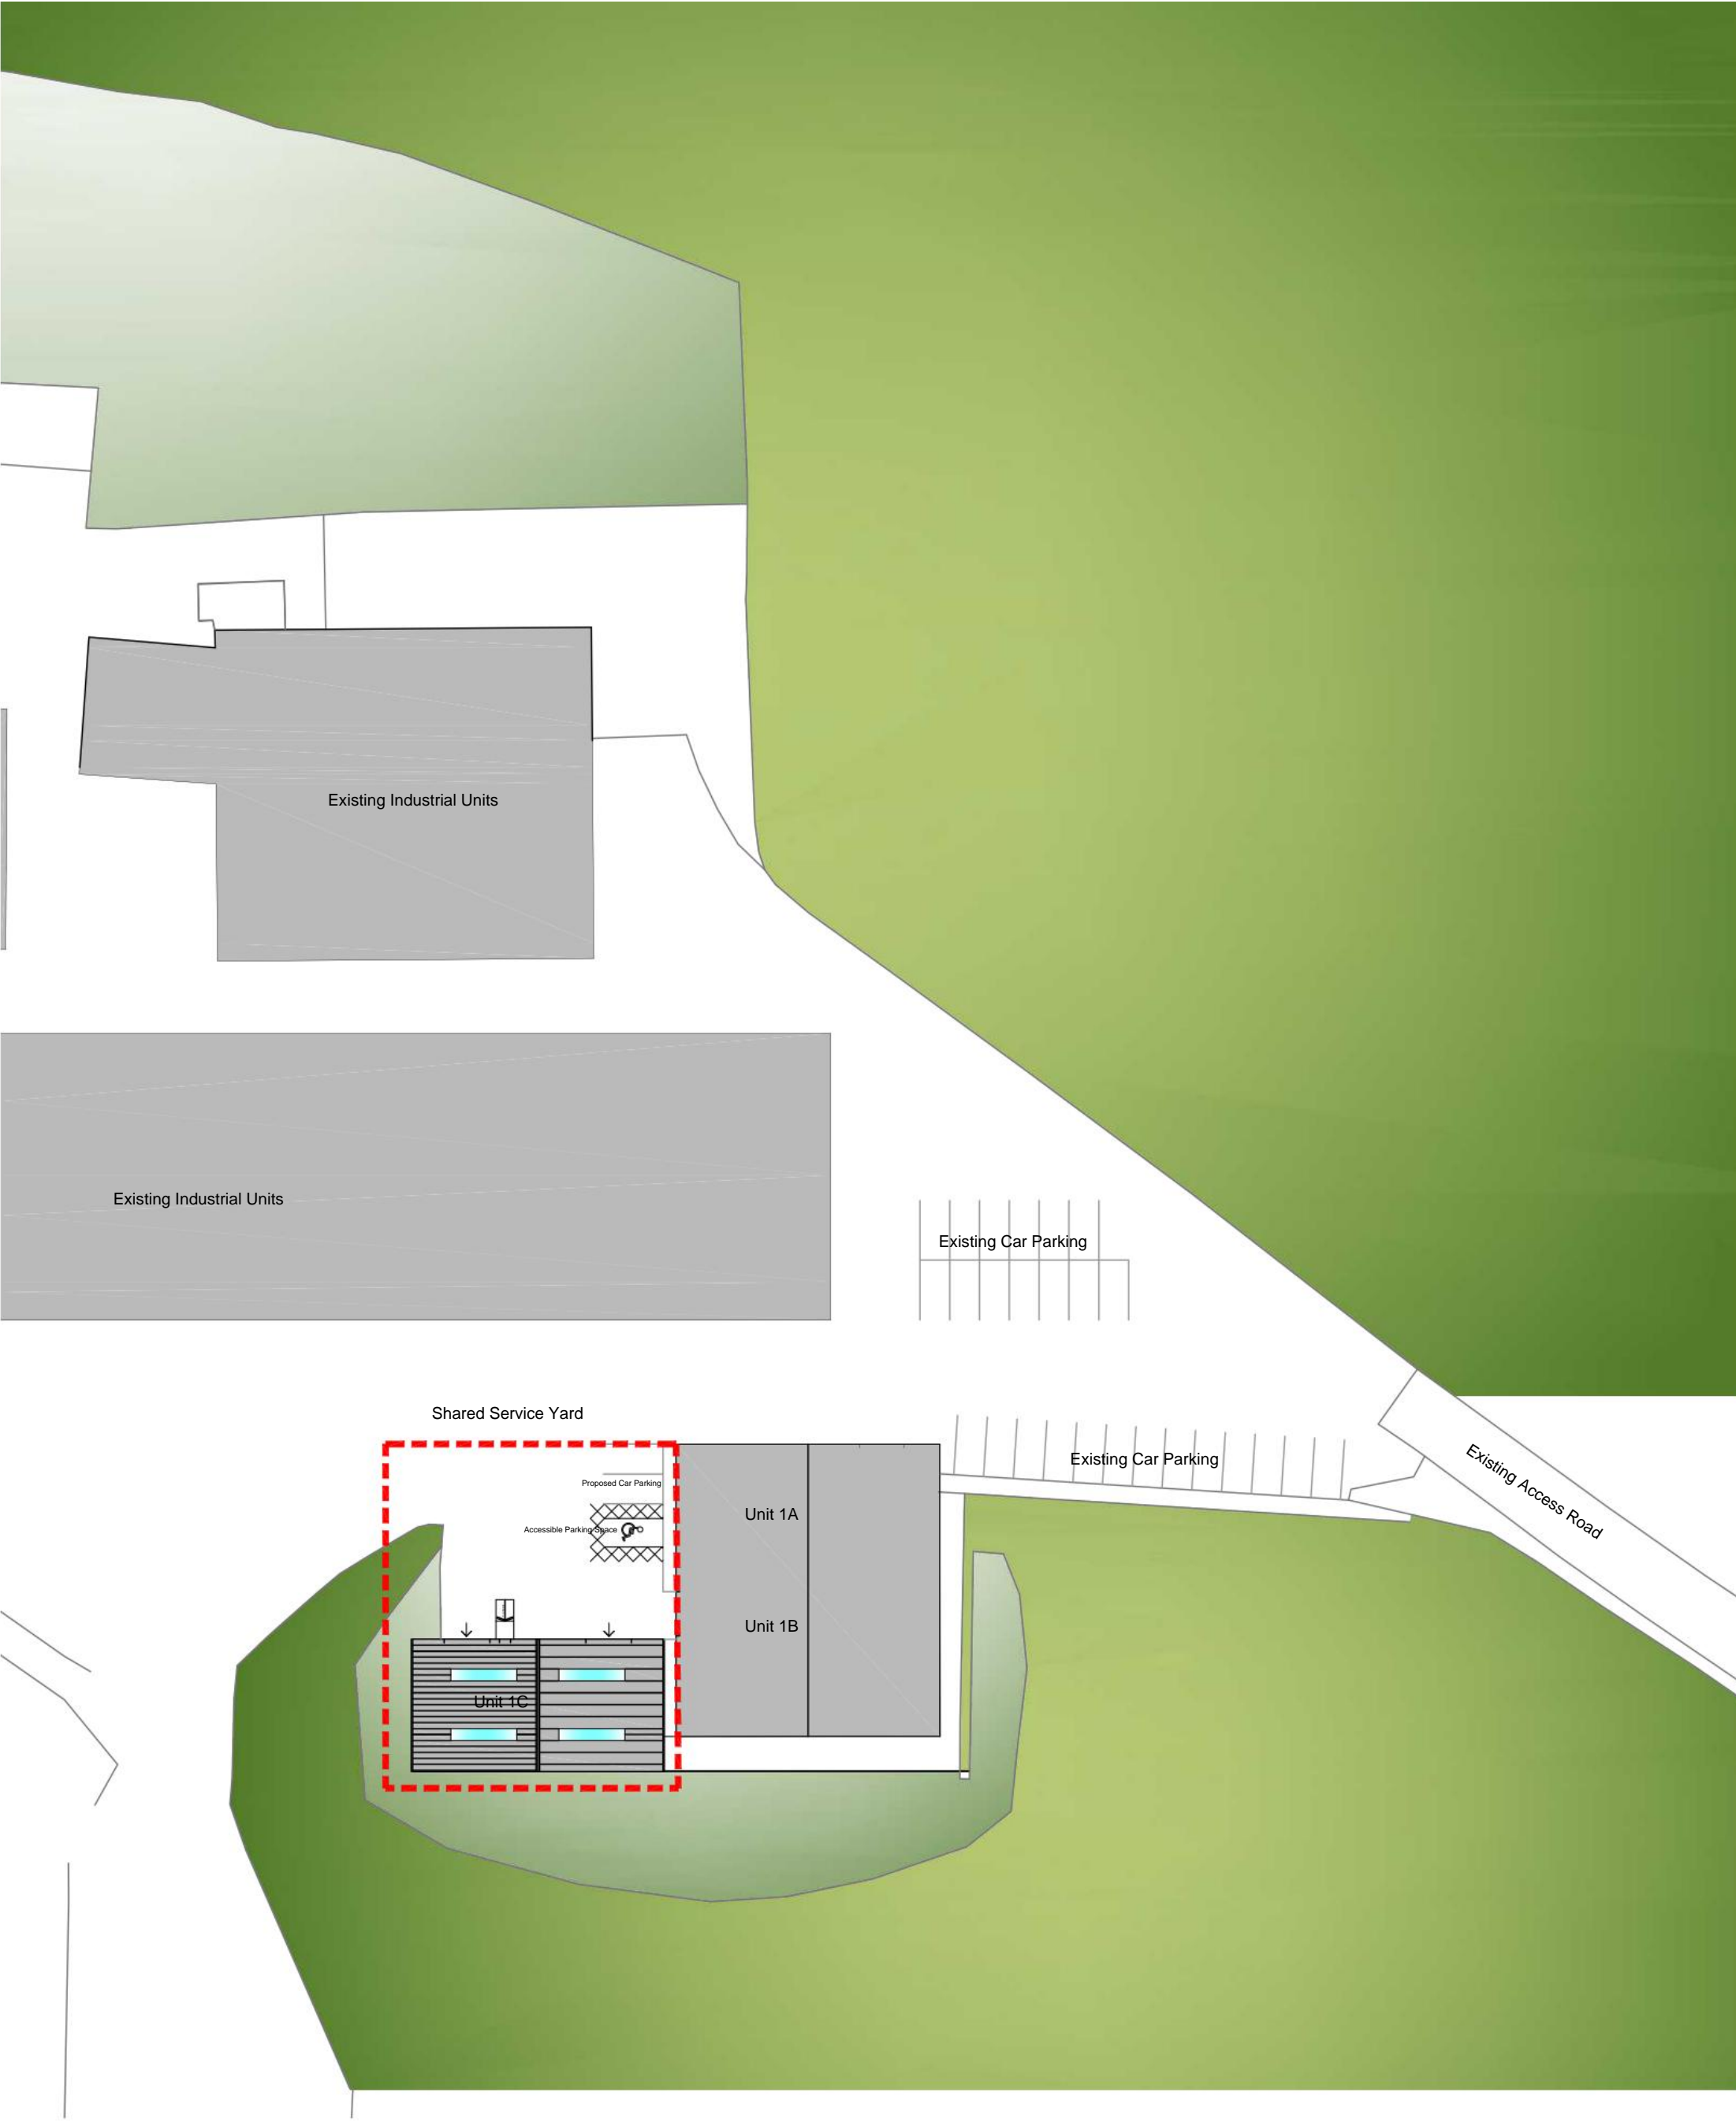 Existing Industrial Units
Existing Industrial Units
Existing Car Parking
Shared Service Yard
Existing Car Parking
Existing Access Road
Proposed Car Parking
Unit 1A
Accessible Parking Space
Unit 1B
Unit 1C